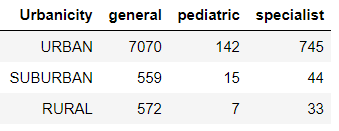 Urbanicity general pediatric specialist
URBAN 7070 142 745
SUBURBAN 559 15 44
RURAL 572 7 33